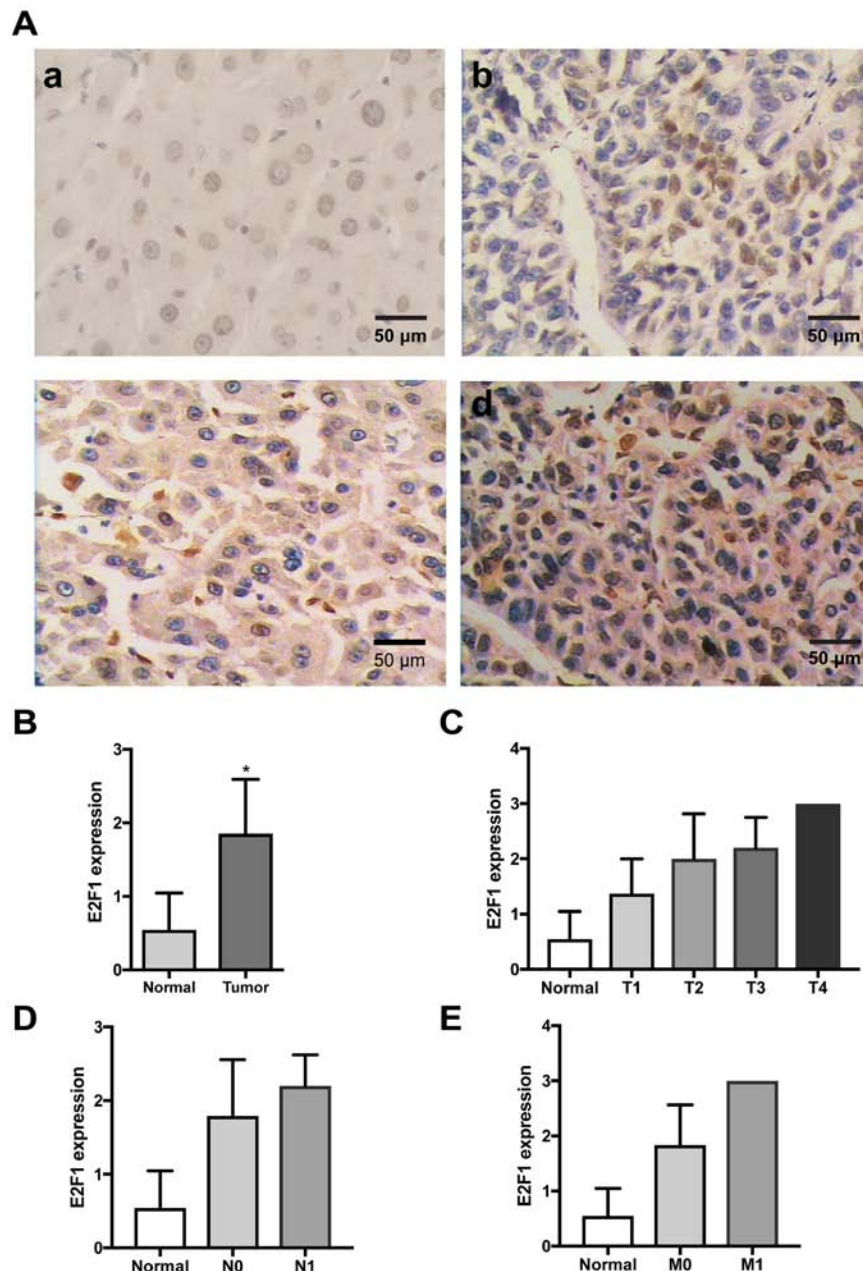 A
a
b
50 µm
50 µm
d
50 µm
50 µm
B
3
2
1
0
E2F1 expression
*
Normal Tumor
C
4
3
2
1
0
E2F1 expression
Normal T1 T2 T3 T4
D
3
2
1
0
E2F1 expression
Normal N0 N1
E
4
3
2
1
0
E2F1 expression
Normal M0 M1